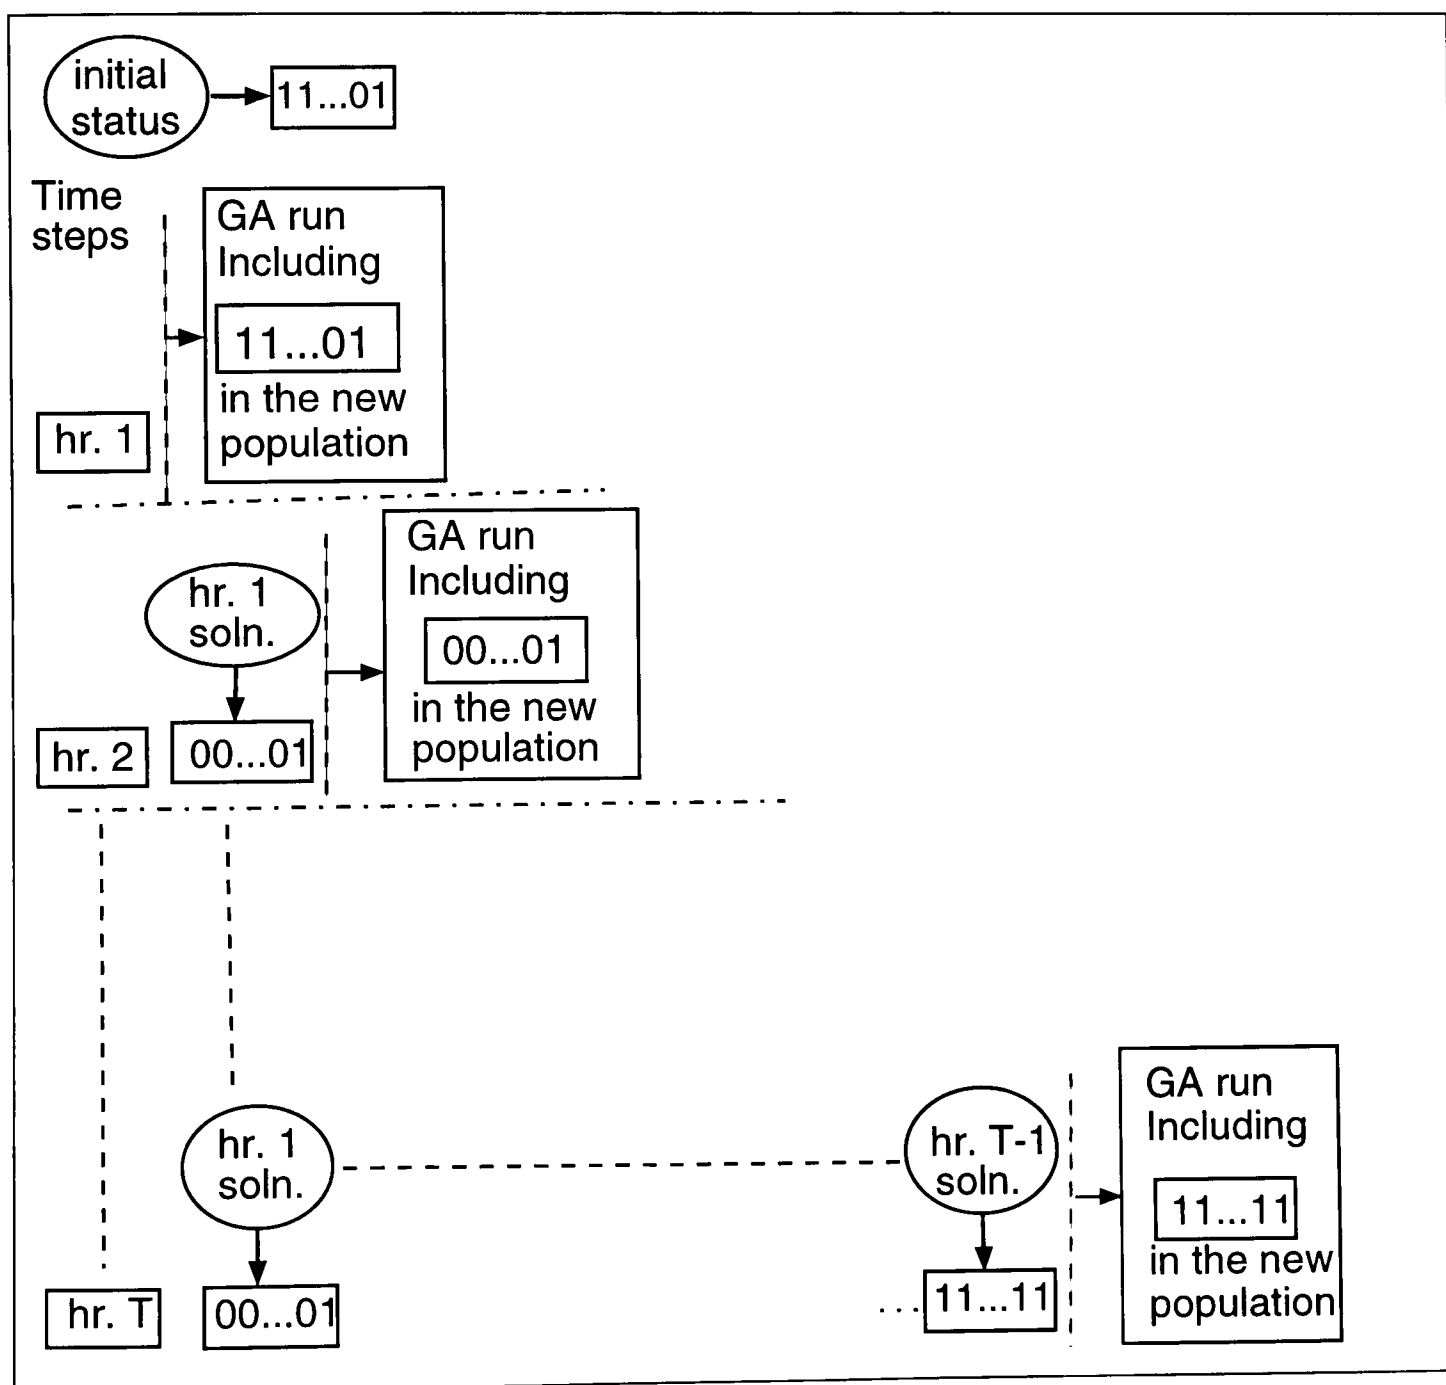 initial
status
11...01
Time
steps
GA run
Including
11...01
in the new
population
hr. 1
GA run
Including
00...01
in the new
population
hr. 1
soln.
00...01
hr. 2
hr. 1
soln.
00...01
hr. T
hr. T-1
soln.
...
11...11
GA run
Including
11...11
in the new
population